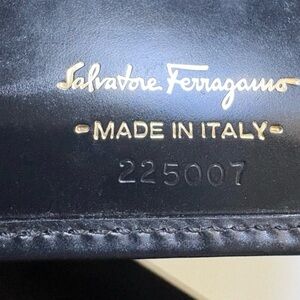 Salvatore Ferragamo
-MADE IN ITALY-
225007